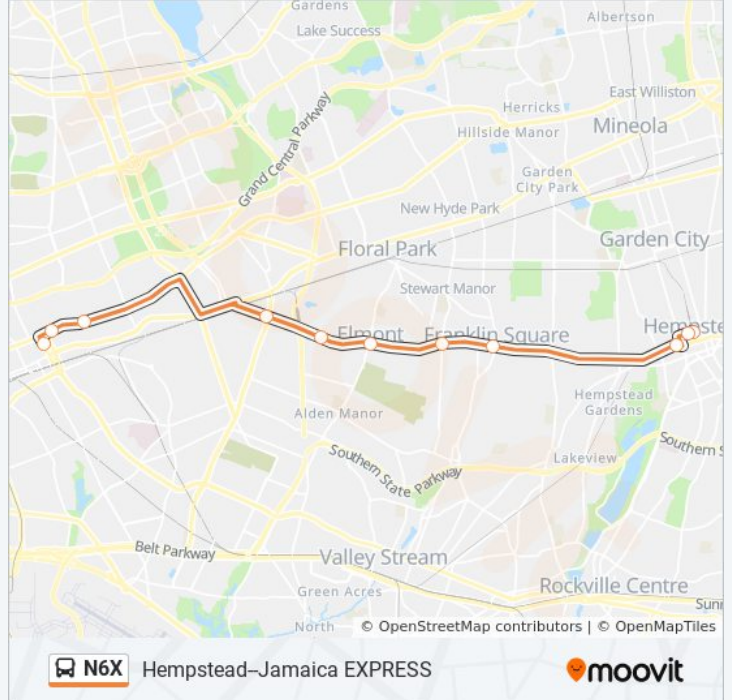 Gardens
Lake Success
Albertson
East Williston
Herricks
Mineola
Hillside Manor
Grand Central Parkway
Garden
City Park
New Hyde Park
Floral Park
Garden City
Stewart Manor
Elmont
Franklin Square
Hempste
Hempstead
Gardens
Alden Manor
Southern State Parkway
Lakeview
Southern S
Belt Parkway
Valley Stream
Green Acres
Rockville Centre
Sunr
North
© OpenStreetMap contributors | © OpenMapTiles
N6X Hempstead–Jamaica EXPRESS
moovit